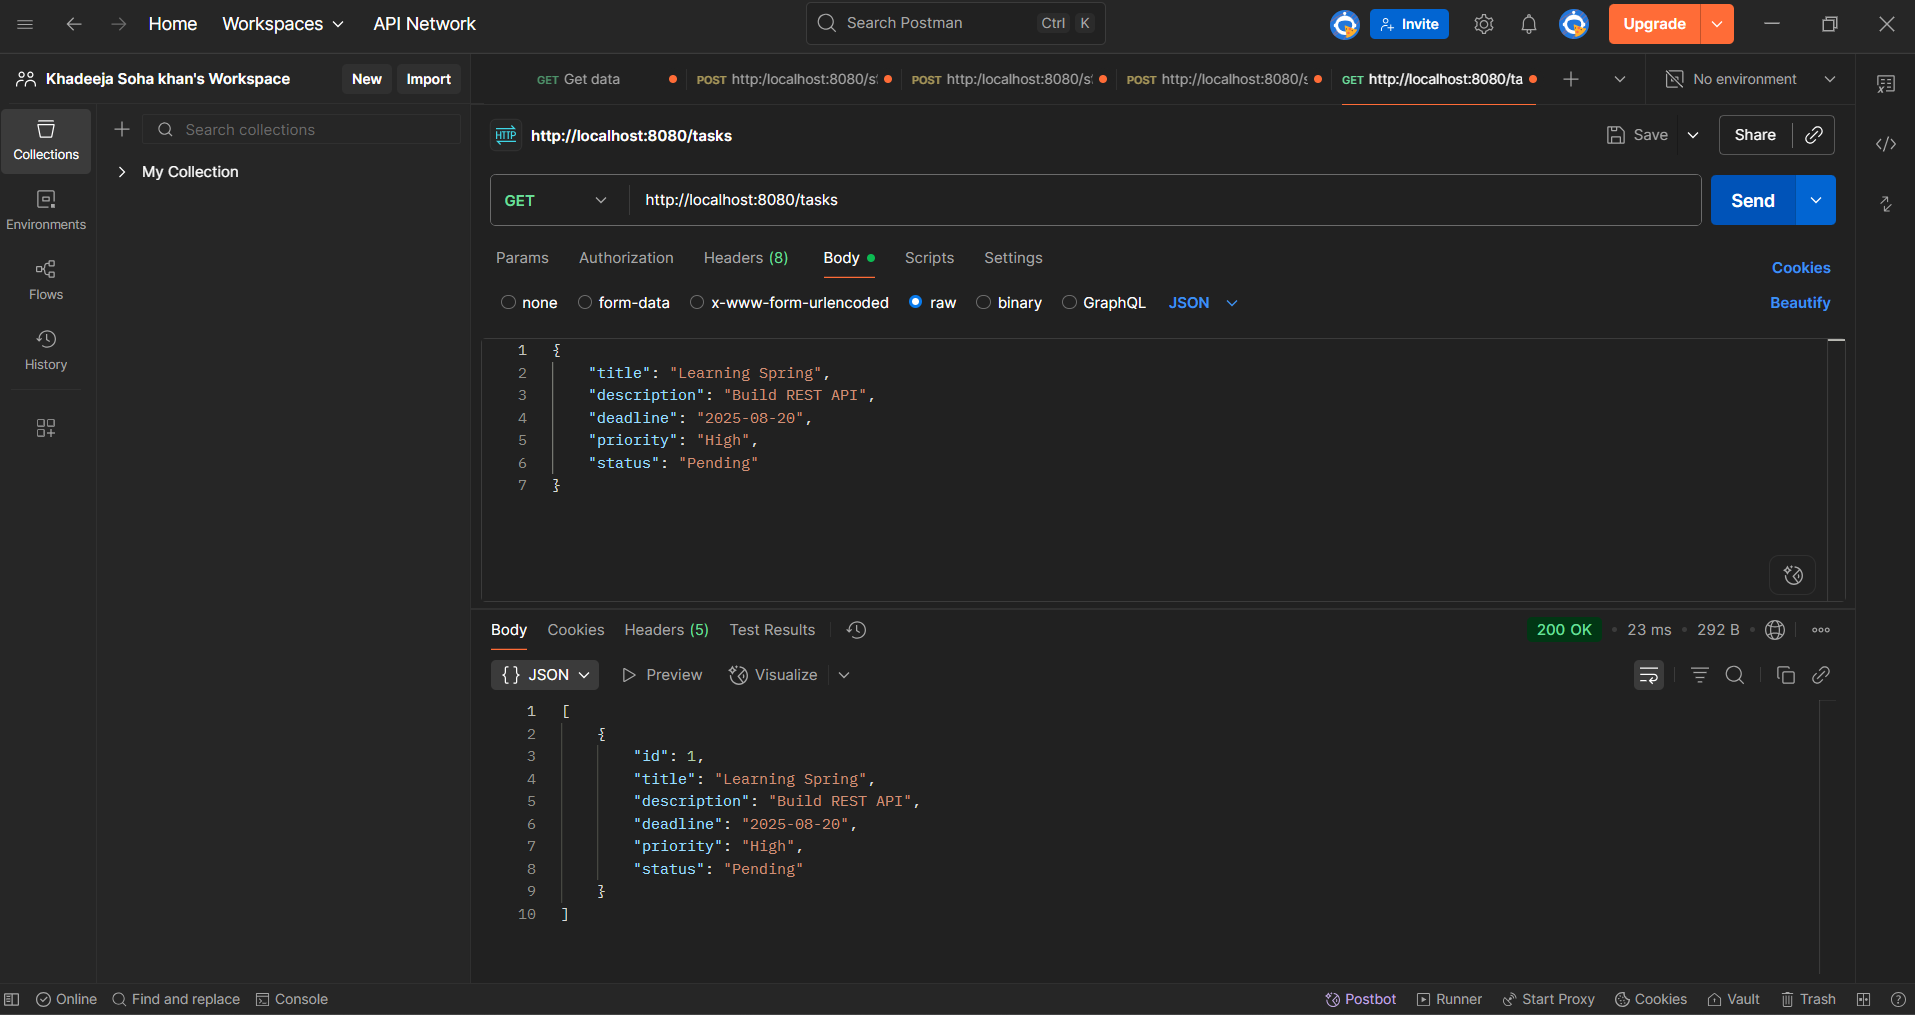 Home Workspaces API Network Search Postman Ctrl K Invite Upgrade
Khadeeja Soha khan's Workspace New Import
GET Get data POST http://localhost:8080/s POST http://localhost:8080/s POST http://localhost:8080/s GET http://localhost:8080/ta No environment
Collections
Search collections
My Collection
Environments
Flows
History
HTTP http://localhost:8080/tasks Save Share
GET http://localhost:8080/tasks Send
Params Authorization Headers (8) Body Scripts Settings Cookies
none form-data x-www-form-urlencoded raw binary GraphQL JSON Beautify
1 {
2 "title": "Learning Spring",
3 "description": "Build REST API",
4 "deadline": "2025-08-20",
5 "priority": "High",
6 "status": "Pending"
7 }
Body Cookies Headers (5) Test Results 200 OK • 23 ms • 292 B •
{} JSON Preview Visualize
1 [
2 {
3 "id": 1,
4 "title": "Learning Spring",
5 "description": "Build REST API",
6 "deadline": "2025-08-20",
7 "priority": "High",
8 "status": "Pending"
9 }
10 ]
Online Find and replace Console Postbot Runner Start Proxy Cookies Vault Trash